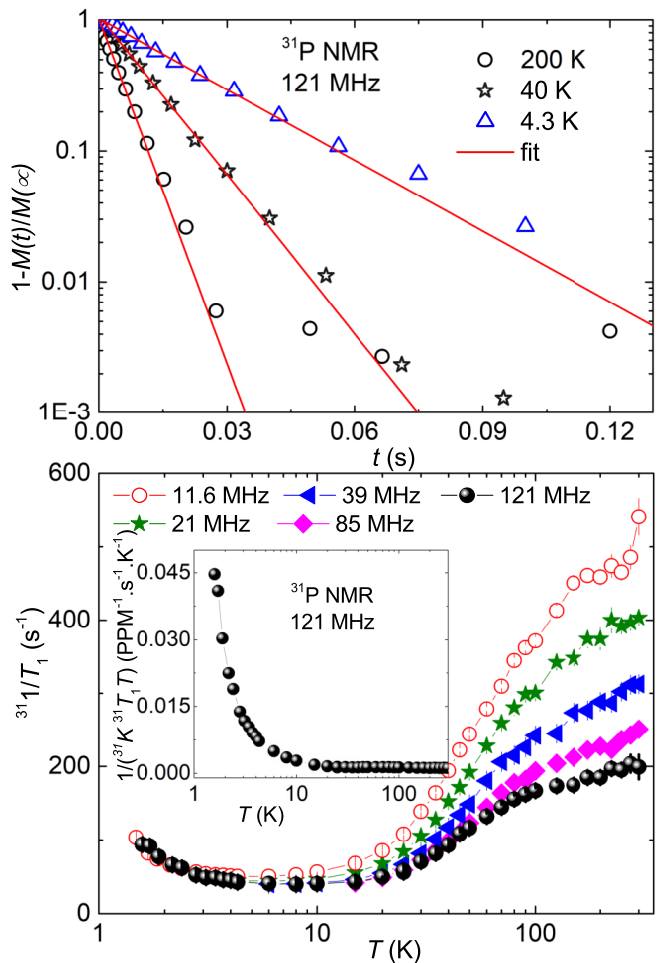 1
0.1
0.01
1E-3
1-M(t)/M(∝)
³¹P NMR
121 MHz
200 K
40 K
4.3 K
fit
0.00 0.03 0.06 0.09 0.12
t (s)
600
400
200
0
³¹1/T₁ (s⁻¹)
11.6 MHz 39 MHz 121 MHz
21 MHz 85 MHz
1/(³¹K ³¹T₁T) (PPM⁻¹.s⁻¹.K⁻¹)
0.045
0.030
0.015
0.000
³¹P NMR
121 MHz
1 10 100
T (K)
1 10 100
T (K)